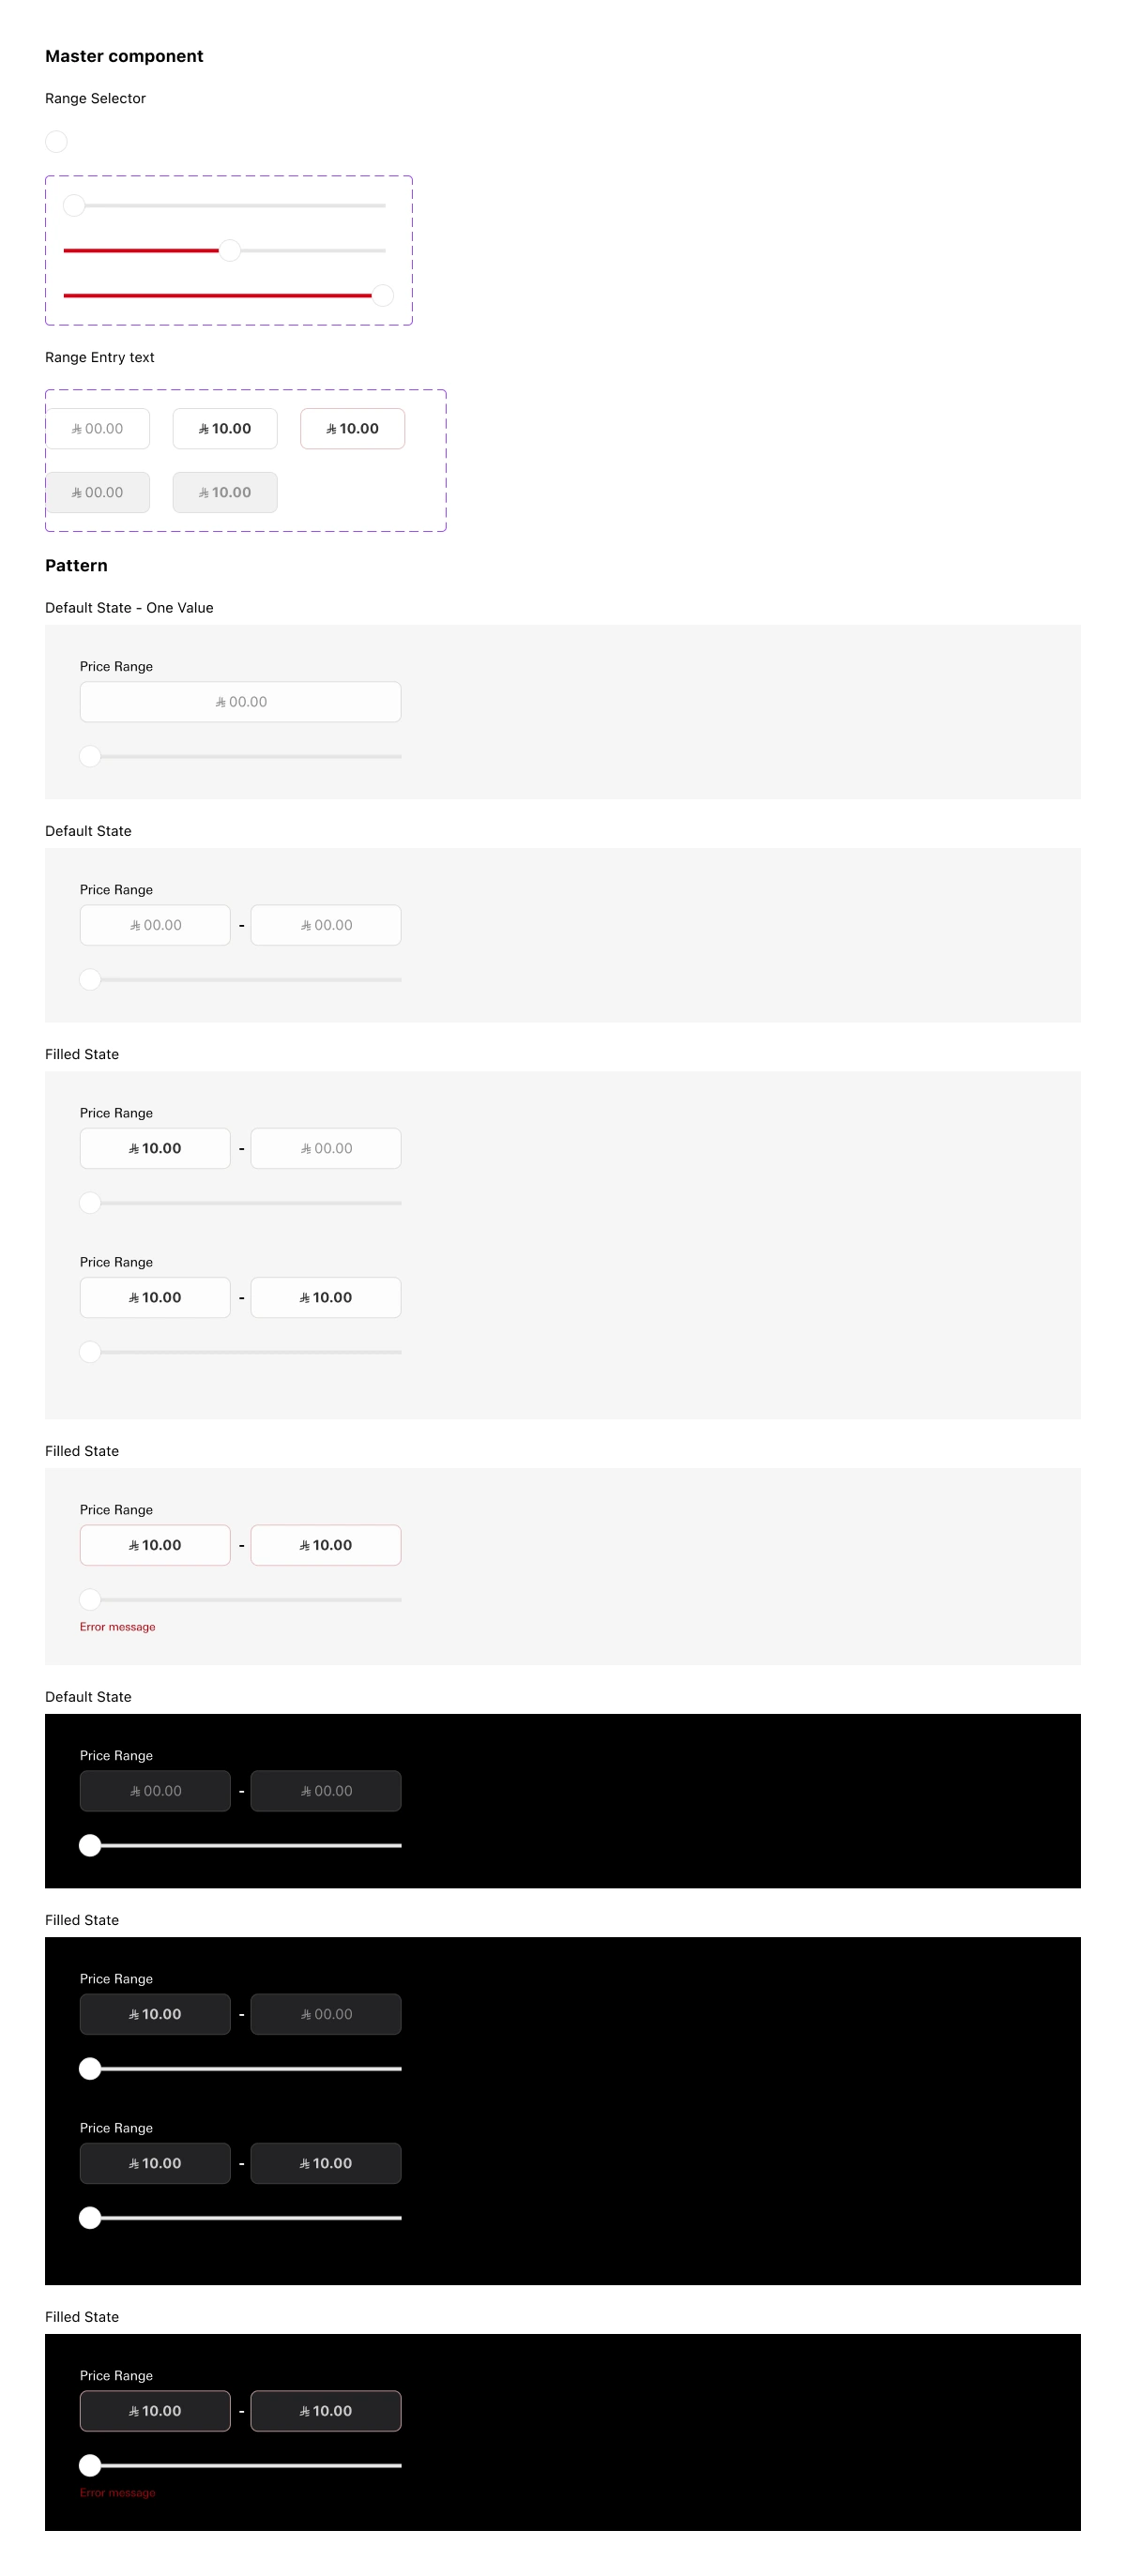 Master component
Range Selector
Range Entry text
⃁ 00.00 ⃁ 10.00 ⃁ 10.00
⃁ 00.00 ⃁ 10.00
Pattern
Default State - One Value
Price Range
⃁ 00.00
Default State
Price Range
⃁ 00.00 - ⃁ 00.00
Filled State
Price Range
⃁ 10.00 - ⃁ 00.00
Price Range
⃁ 10.00 - ⃁ 10.00
Filled State
Price Range
⃁ 10.00 - ⃁ 10.00
Error message
Default State
Price Range
⃁ 00.00 - ⃁ 00.00
Filled State
Price Range
⃁ 10.00 - ⃁ 00.00
Price Range
⃁ 10.00 - ⃁ 10.00
Filled State
Price Range
⃁ 10.00 - ⃁ 10.00
Error message